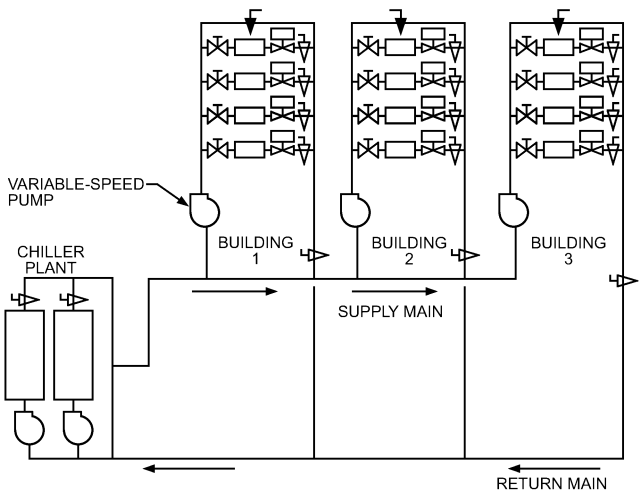 VARIABLE-SPEED
PUMP
CHILLER
PLANT
BUILDING
1
BUILDING
2
BUILDING
3
SUPPLY MAIN
RETURN MAIN